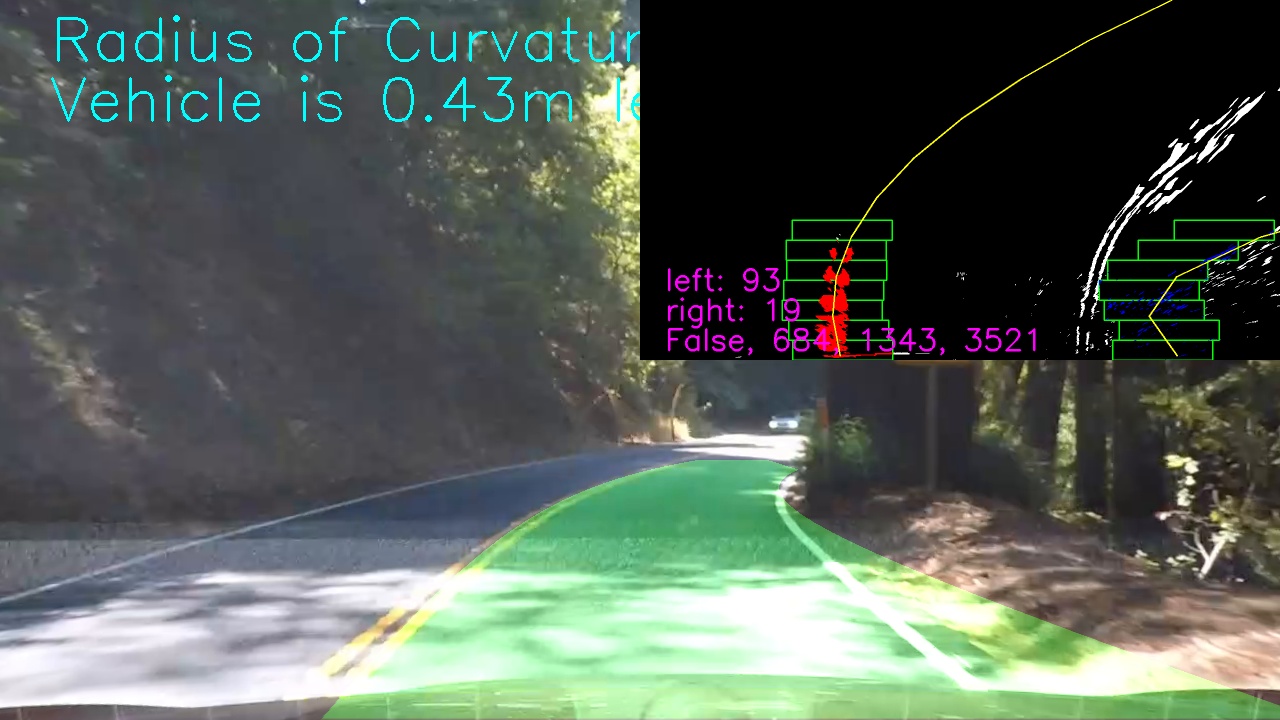 Radius of Curvatur
Vehicle is 0.43m le
left: 93
right: 19
False, 684, 1343, 3521